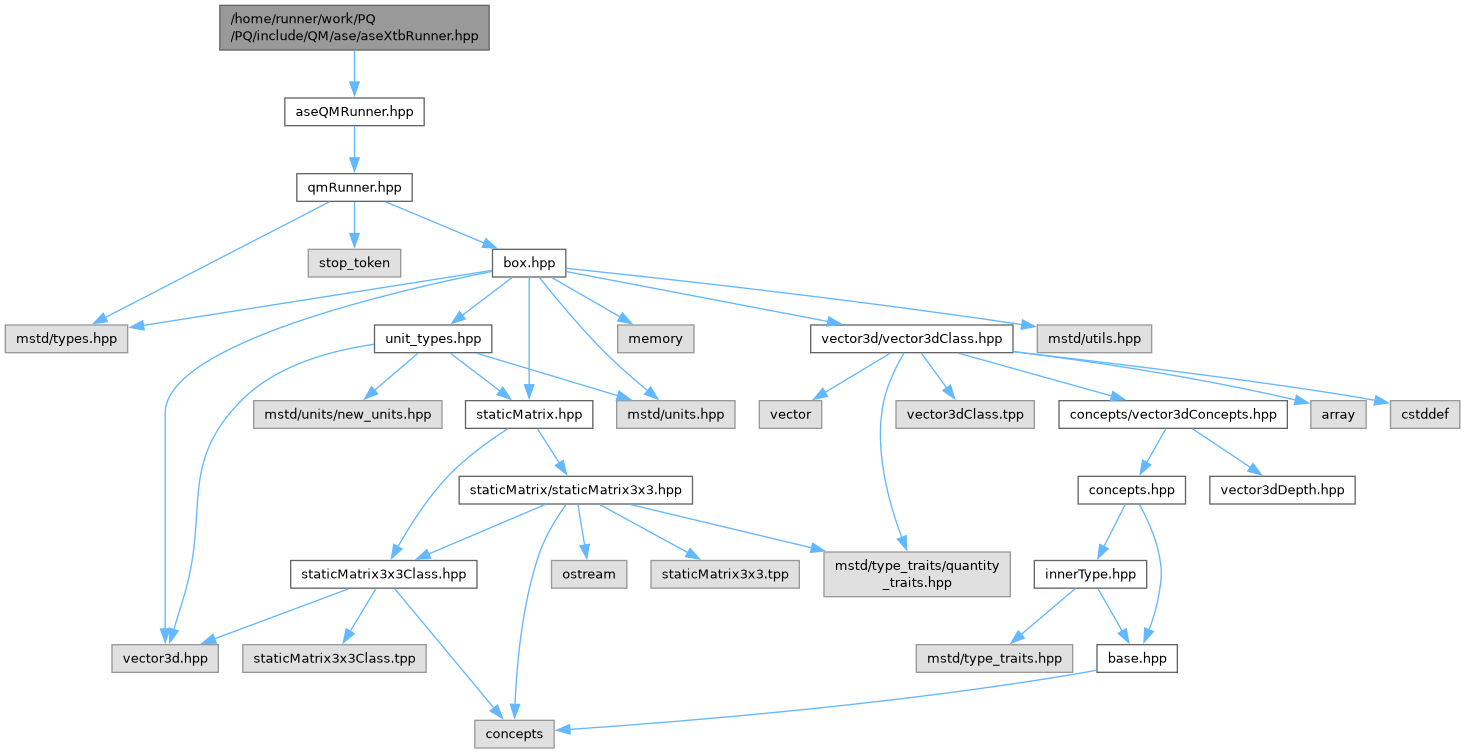 /home/runner/work/PQ
/PQ/include/QM/ase/aseXtbRunner.hpp
aseQMRunner.hpp
qmRunner.hpp
stop_token
box.hpp
mstd/types.hpp
unit_types.hpp
memory
vector3d/vector3dClass.hpp
mstd/utils.hpp
mstd/units/new_units.hpp
staticMatrix.hpp
mstd/units.hpp
vector
vector3dClass.tpp
concepts/vector3dConcepts.hpp
array
cstddef
staticMatrix/staticMatrix3x3.hpp
concepts.hpp
vector3dDepth.hpp
staticMatrix3x3Class.hpp
ostream
staticMatrix3x3.tpp
mstd/type_traits/quantity
_traits.hpp
innerType.hpp
vector3d.hpp
staticMatrix3x3Class.tpp
mstd/type_traits.hpp
base.hpp
concepts